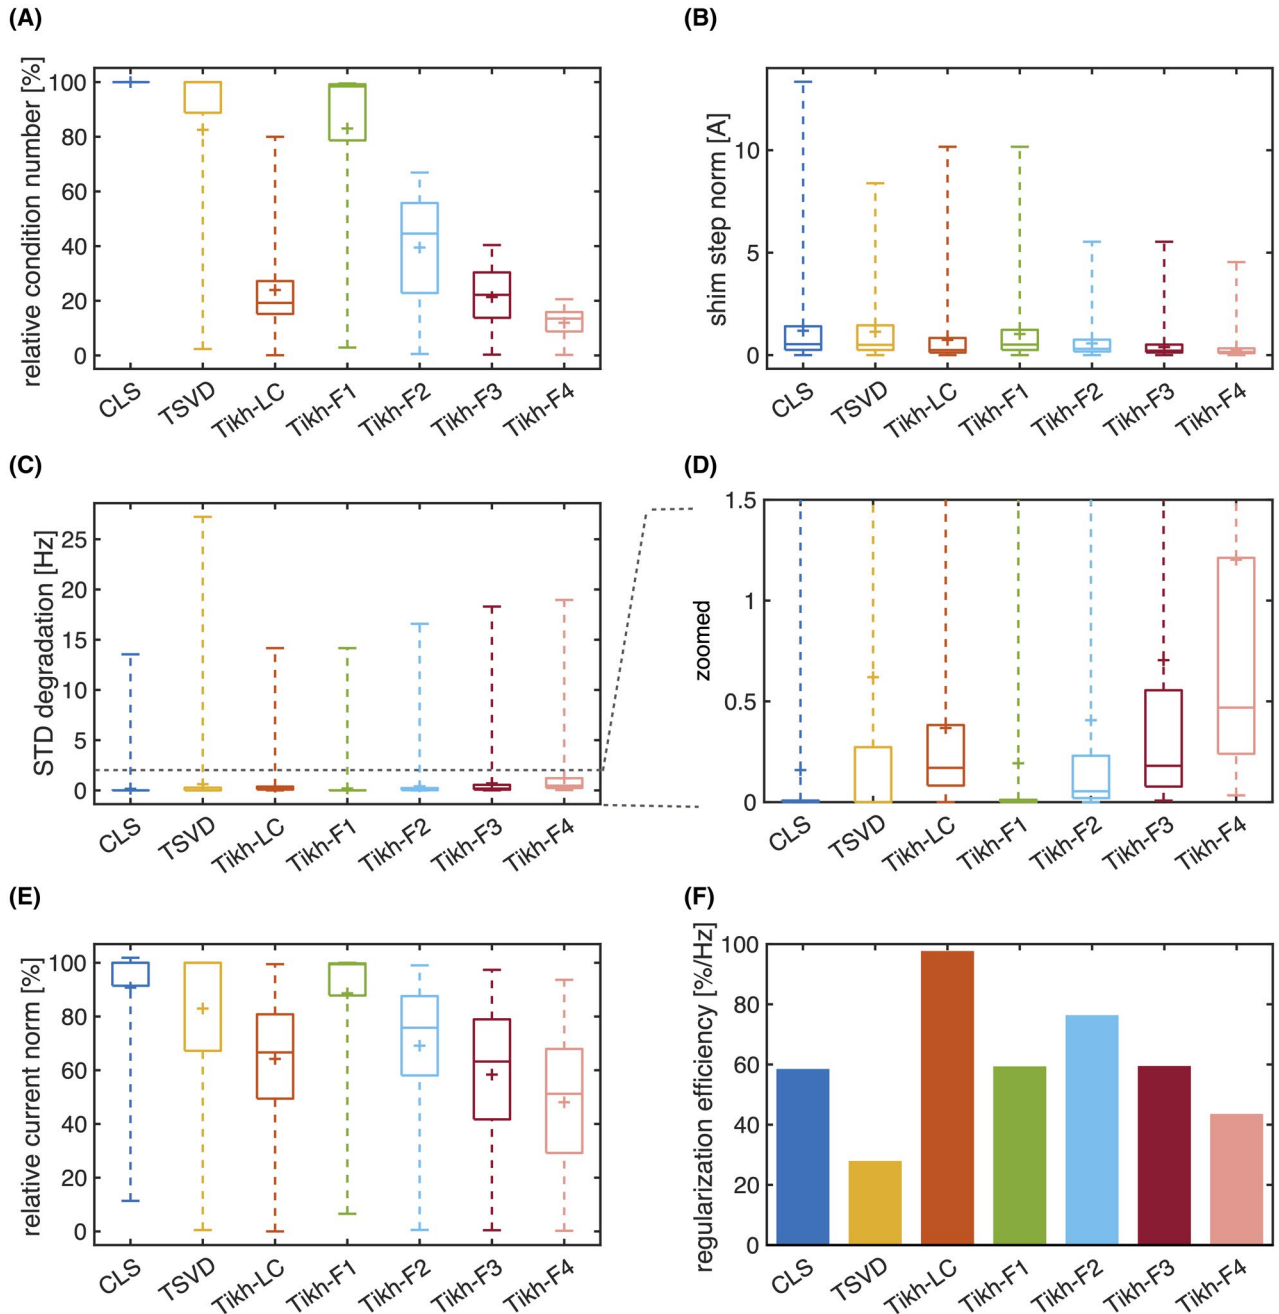 (A)
relative condition number [%]
100
80
60
40
20
0
CLS
TSVD
Tikh-LC
Tikh-F1
Tikh-F2
Tikh-F3
Tikh-F4
(B)
shim step norm [A]
10
5
0
CLS
TSVD
Tikh-LC
Tikh-F1
Tikh-F2
Tikh-F3
Tikh-F4
(C)
STD degradation [Hz]
25
20
15
10
5
0
CLS
TSVD
Tikh-LC
Tikh-F1
Tikh-F2
Tikh-F3
Tikh-F4
(D)
zoomed
1.5
1
0.5
0
CLS
TSVD
Tikh-LC
Tikh-F1
Tikh-F2
Tikh-F3
Tikh-F4
(E)
relative current norm [%]
100
80
60
40
20
0
CLS
TSVD
Tikh-LC
Tikh-F1
Tikh-F2
Tikh-F3
Tikh-F4
(F)
regularization efficiency [%/Hz]
100
80
60
40
20
0
CLS
TSVD
Tikh-LC
Tikh-F1
Tikh-F2
Tikh-F3
Tikh-F4